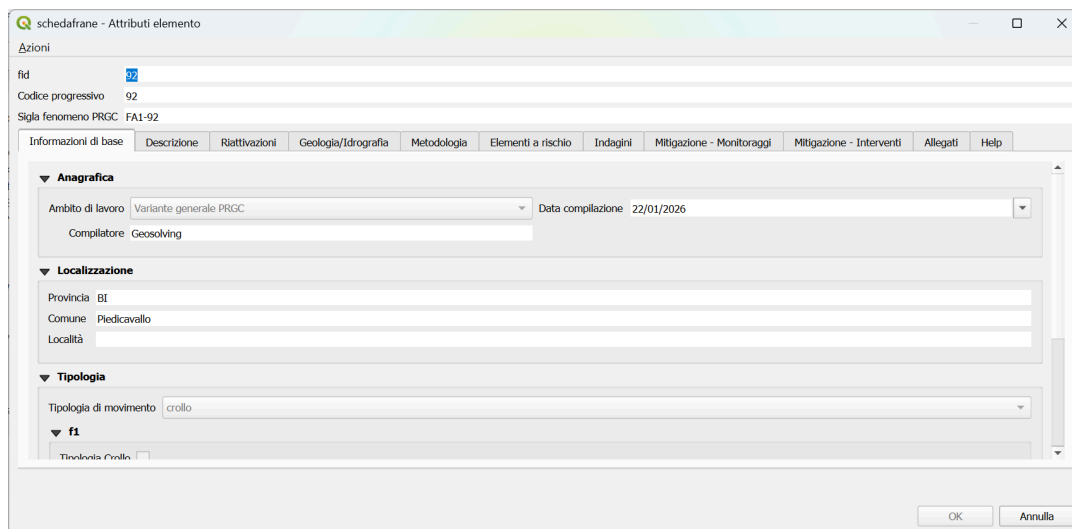 schedafrane - Attributi elemento
Azioni
fid 92
Codice progressivo 92
Sigla fenomeno PRGC FA1-92
Informazioni di base Descrizione Riattivazioni Geologia/Idrografia Metodologia Elementi a rischio Indagini Mitigazione - Monitoraggi Mitigazione - Interventi Allegati Help
Anagrafica
Ambito di lavoro Variante generale PRGC Data compilazione 22/01/2026
Compilatore Geosolving
Localizzazione
Provincia BI
Comune Piedicavallo
Località
Tipologia
Tipologia di movimento crollo
f1
Tipologia Crollo
OK Annulla